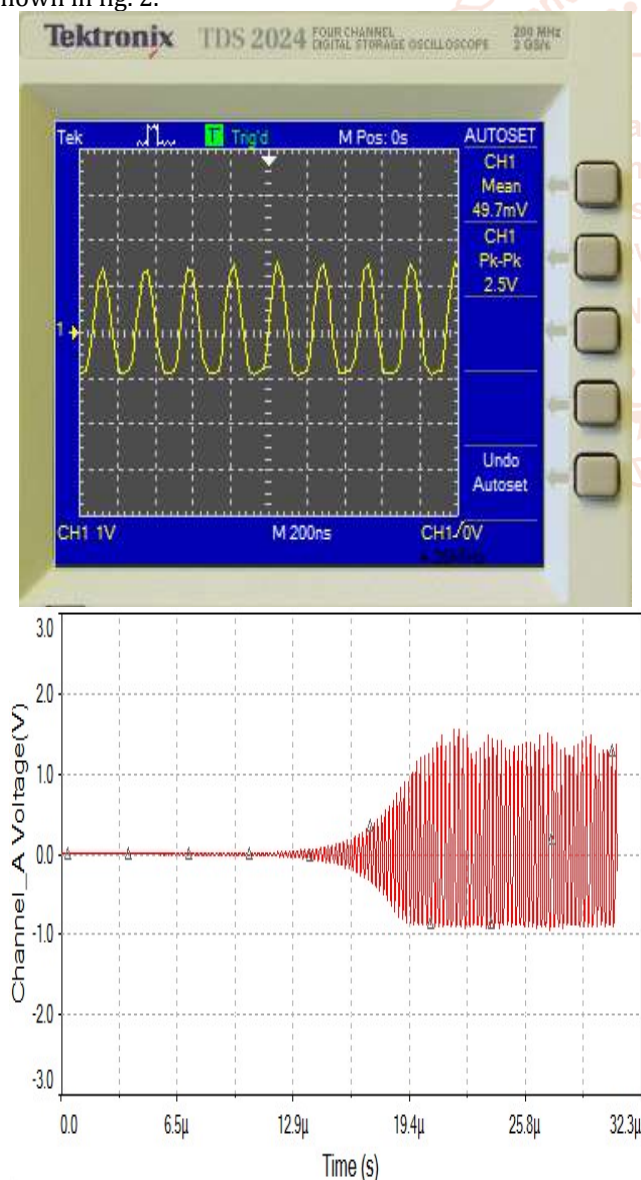 nown in fig. 2.
Tektronix TDS 2024 FOUR CHANNEL DIGITAL STORAGE OSCILLOSCOPE 200 MHz 2 GS/s
Tek T Trig'd M Pos: 0s AUTOSET
CH1
Mean
49.7mV
CH1
Pk-Pk
2.5V
1
Undo
Autoset
CH1 1V M 200ns CH1 / 0V
3.0
2.0
1.0
0.0
-1.0
-2.0
-3.0
Channel_A Voltage(V)
0.0 6.5µ 12.9µ 19.4µ 25.8µ 32.3µ
Time (s)